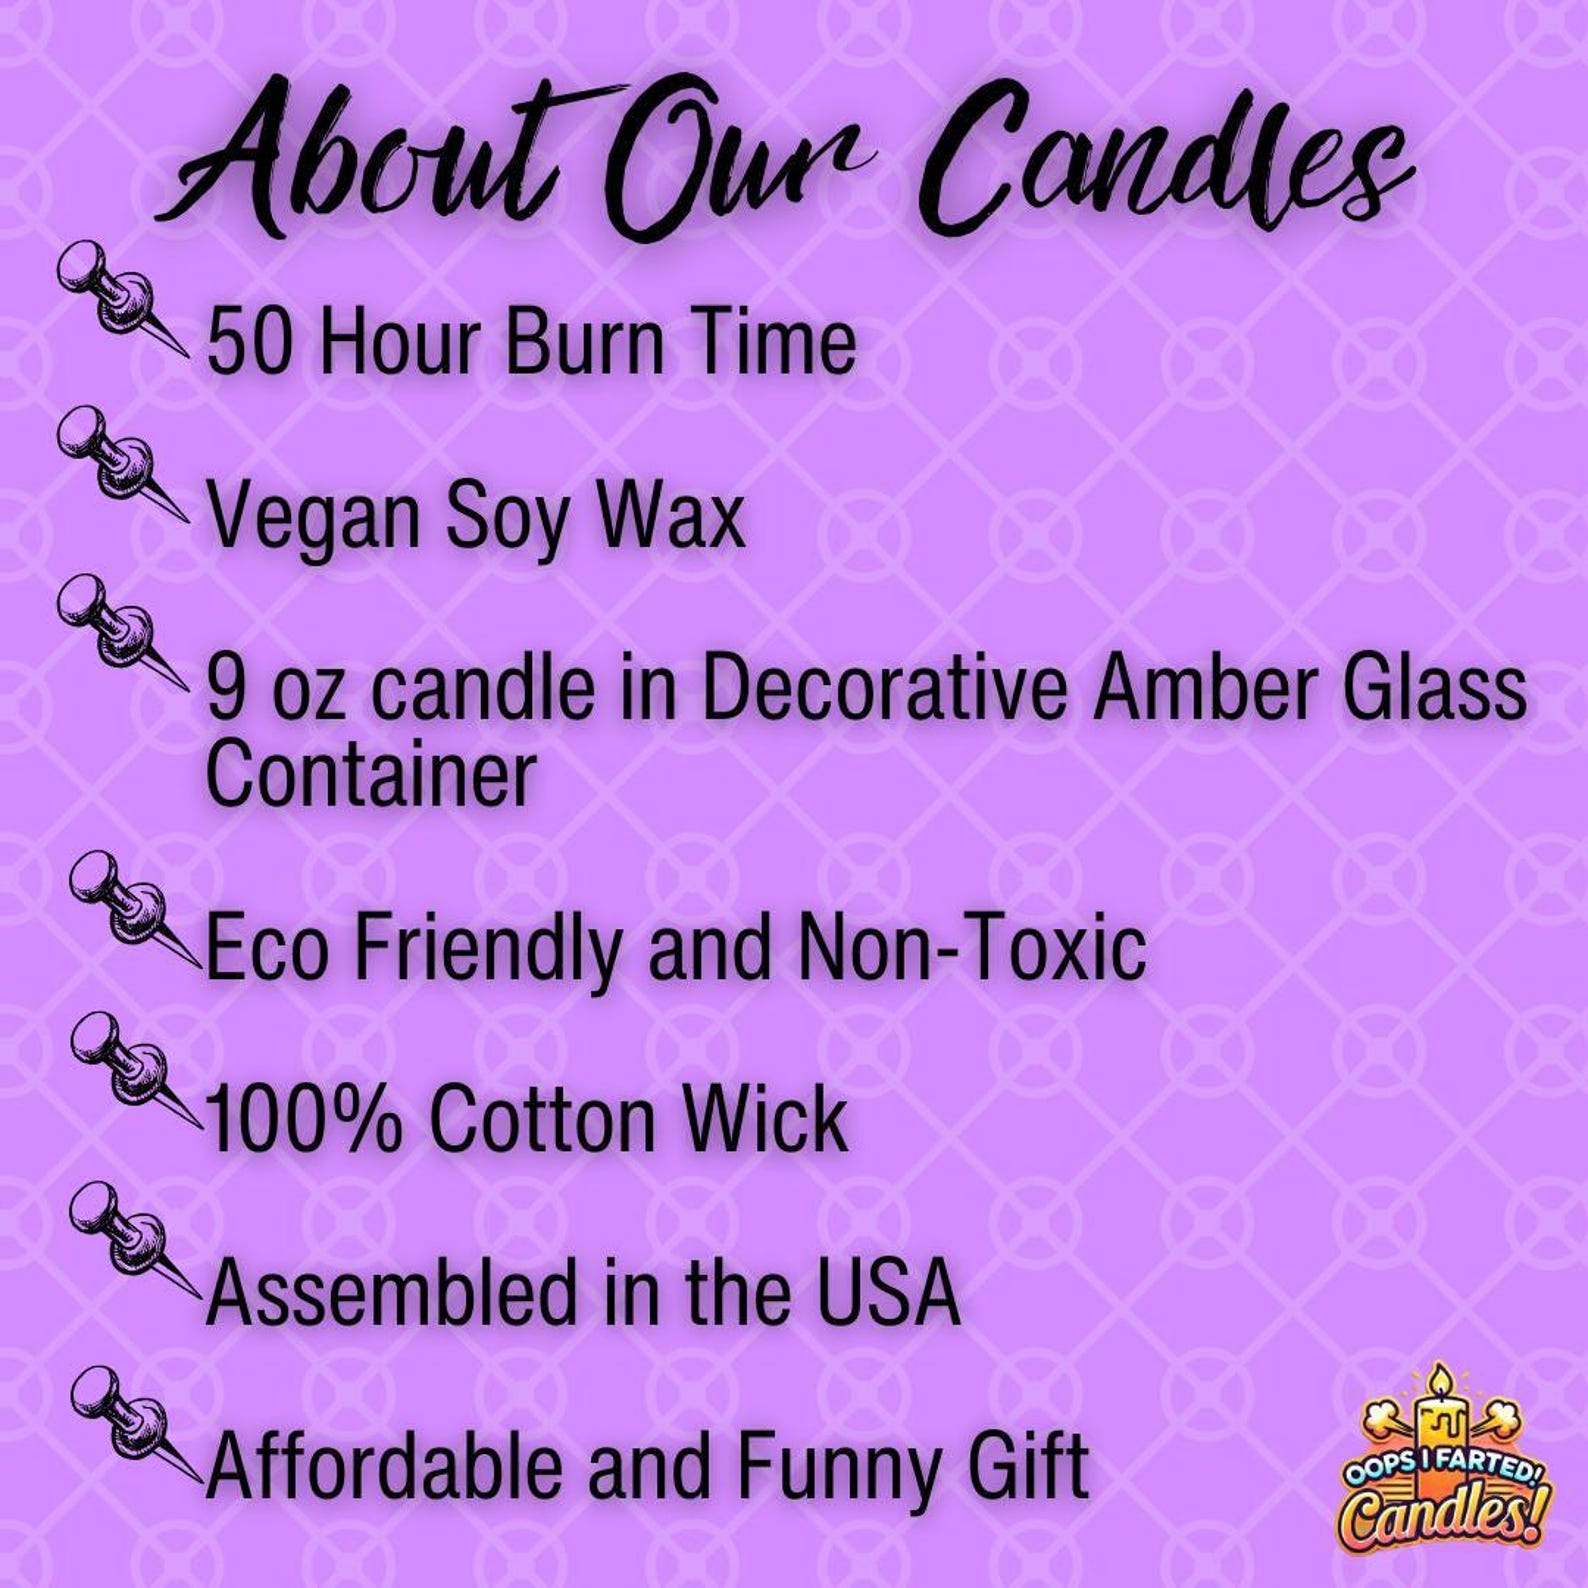 About Our Candles
50 Hour Burn Time
Vegan Soy Wax
9 oz candle in Decorative Amber Glass
Container
Eco Friendly and Non-Toxic
100% Cotton Wick
Assembled in the USA
Affordable and Funny Gift
OOPS I FARTED!
Candles!